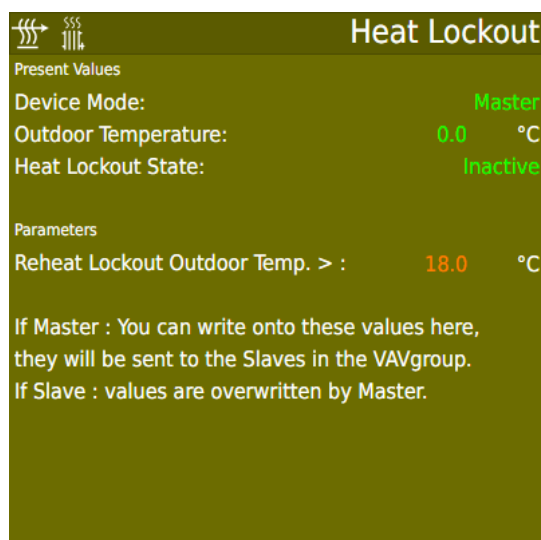 Heat Lockout
Present Values
Device Mode: Master
Outdoor Temperature: 0.0 °C
Heat Lockout State: Inactive
Parameters
Reheat Lockout Outdoor Temp. > : 18.0 °C
If Master : You can write onto these values here,
they will be sent to the Slaves in the VAVgroup.
If Slave : values are overwritten by Master.